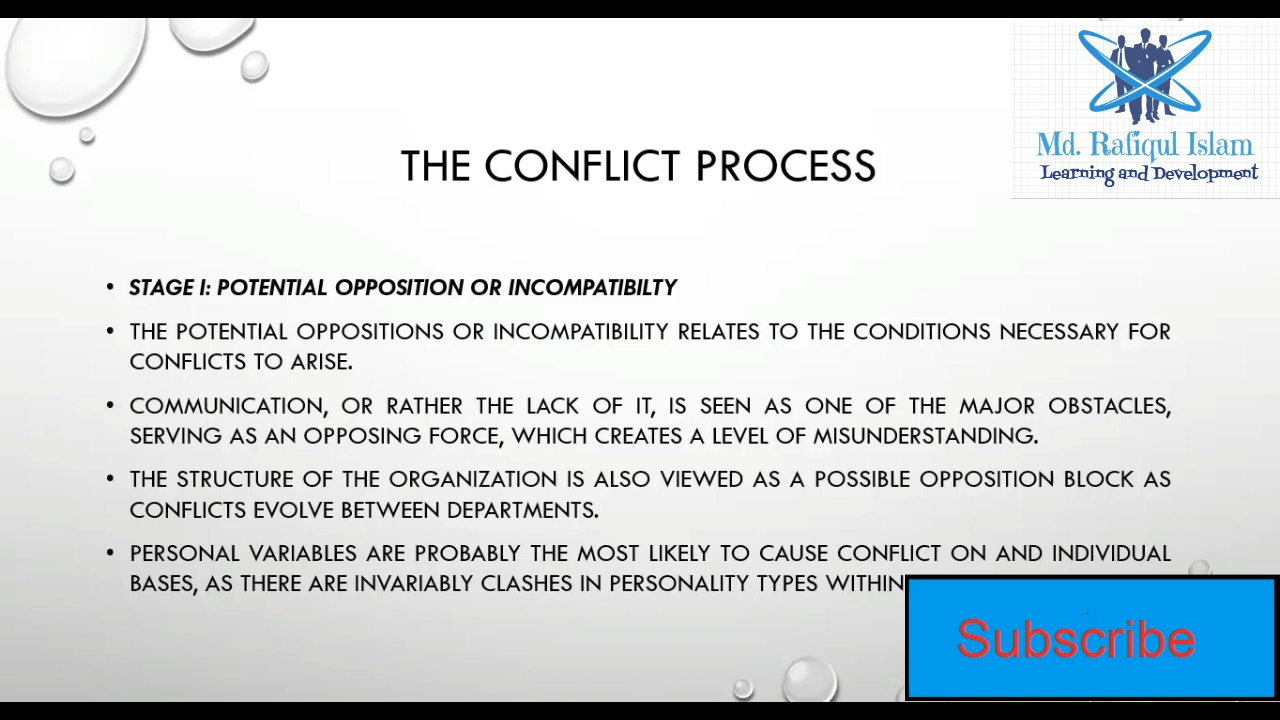 Md. Rafiqul Islam
Learning and Development
THE CONFLICT PROCESS
• STAGE I: POTENTIAL OPPOSITION OR INCOMPATIBILTY
• THE POTENTIAL OPPOSITIONS OR INCOMPATIBILITY RELATES TO THE CONDITIONS NECESSARY FOR
CONFLICTS TO ARISE.
• COMMUNICATION, OR RATHER THE LACK OF IT, IS SEEN AS ONE OF THE MAJOR OBSTACLES,
SERVING AS AN OPPOSING FORCE, WHICH CREATES A LEVEL OF MISUNDERSTANDING.
• THE STRUCTURE OF THE ORGANIZATION IS ALSO VIEWED AS A POSSIBLE OPPOSITION BLOCK AS
CONFLICTS EVOLVE BETWEEN DEPARTMENTS.
• PERSONAL VARIABLES ARE PROBABLY THE MOST LIKELY TO CAUSE CONFLICT ON AND INDIVIDUAL
BASES, AS THERE ARE INVARIABLY CLASHES IN PERSONALITY TYPES WITHIN
Subscribe